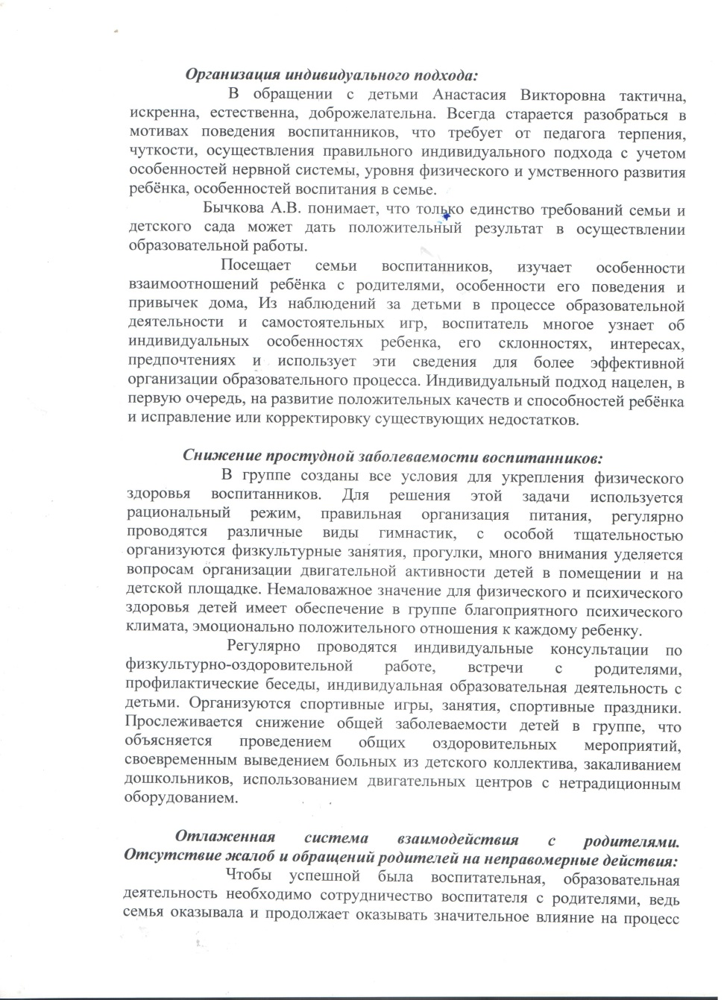 Организация индивидуального подхода:
В обращении с детьми Анастасия Викторовна тактична,
искренна, естественна, доброжелательна. Всегда старается разобраться в
мотивах поведения воспитанников, что требует от педагога терпения,
чуткости, осуществления правильного индивидуального подхода с учетом
особенностей нервной системы, уровня физического и умственного развития
ребёнка, особенностей воспитания в семье.
Бычкова А.В. понимает, что только единство требований семьи и
детского сада может дать положительный результат в осуществлении
образовательной работы.
Посещает семьи воспитанников, изучает особенности
взаимоотношений ребёнка с родителями, особенности его поведения и
привычек дома, Из наблюдений за детьми в процессе образовательной
деятельности и самостоятельных игр, воспитатель многое узнает об
индивидуальных особенностях ребенка, его склонностях, интересах,
предпочтениях и использует эти сведения для более эффективной
организации образовательного процесса. Индивидуальный подход нацелен, в
первую очередь, на развитие положительных качеств и способностей ребёнка
и исправление или корректировку существующих недостатков.
Снижение простудной заболеваемости воспитанников:
В группе созданы все условия для укрепления физического
здоровья воспитанников. Для решения этой задачи используется
рациональный режим, правильная организация питания, регулярно
проводятся различные виды гимнастик, с особой тщательностью
организуются физкультурные занятия, прогулки, много внимания уделяется
вопросам организации двигательной активности детей в помещении и на
детской площадке. Немаловажное значение для физического и психического
здоровья детей имеет обеспечение в группе благоприятного психического
климата, эмоционально положительного отношения к каждому ребенку.
Регулярно проводятся индивидуальные консультации по
физкультурно-оздоровительной работе, встречи с родителями,
профилактические беседы, индивидуальная образовательная деятельность с
детьми. Организуются спортивные игры, занятия, спортивные праздники.
Прослеживается снижение общей заболеваемости детей в группе, что
объясняется проведением общих оздоровительных мероприятий,
своевременным выведением больных из детского коллектива, закаливанием
дошкольников, использованием двигательных центров с нетрадиционным
оборудованием.
Отлаженная система взаимодействия с родителями.
Отсутствие жалоб и обращений родителей на неправомерные действия:
Чтобы успешной была воспитательная, образовательная
деятельность необходимо сотрудничество воспитателя с родителями, ведь
семья оказывала и продолжает оказывать значительное влияние на процесс